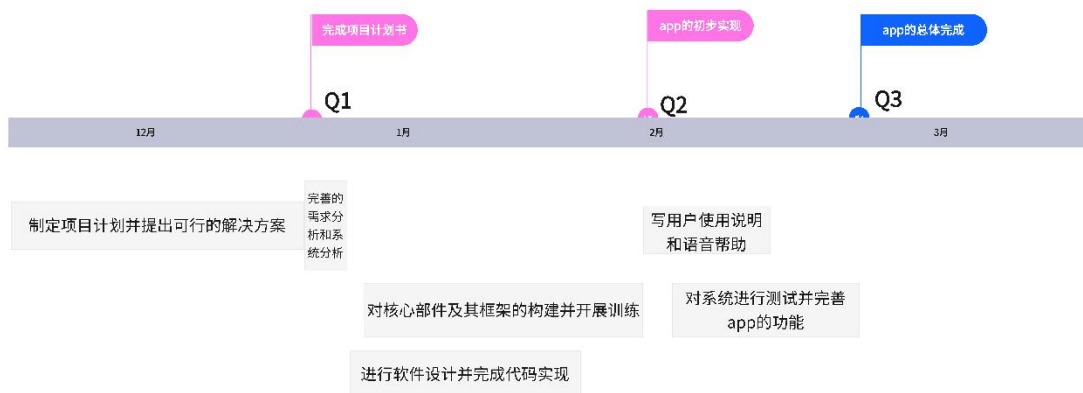 完成项目计划书
app的初步实现
app的总体完成
Q1
Q2
Q3
12月
1月
2月
3月
制定项目计划并提出可行的解决方案
完善的
需求分
析和系
统分析
写用户使用说明
和语音帮助
对核心部件及其框架的构建并开展训练
对系统进行测试并完善
app的功能
进行软件设计并完成代码实现